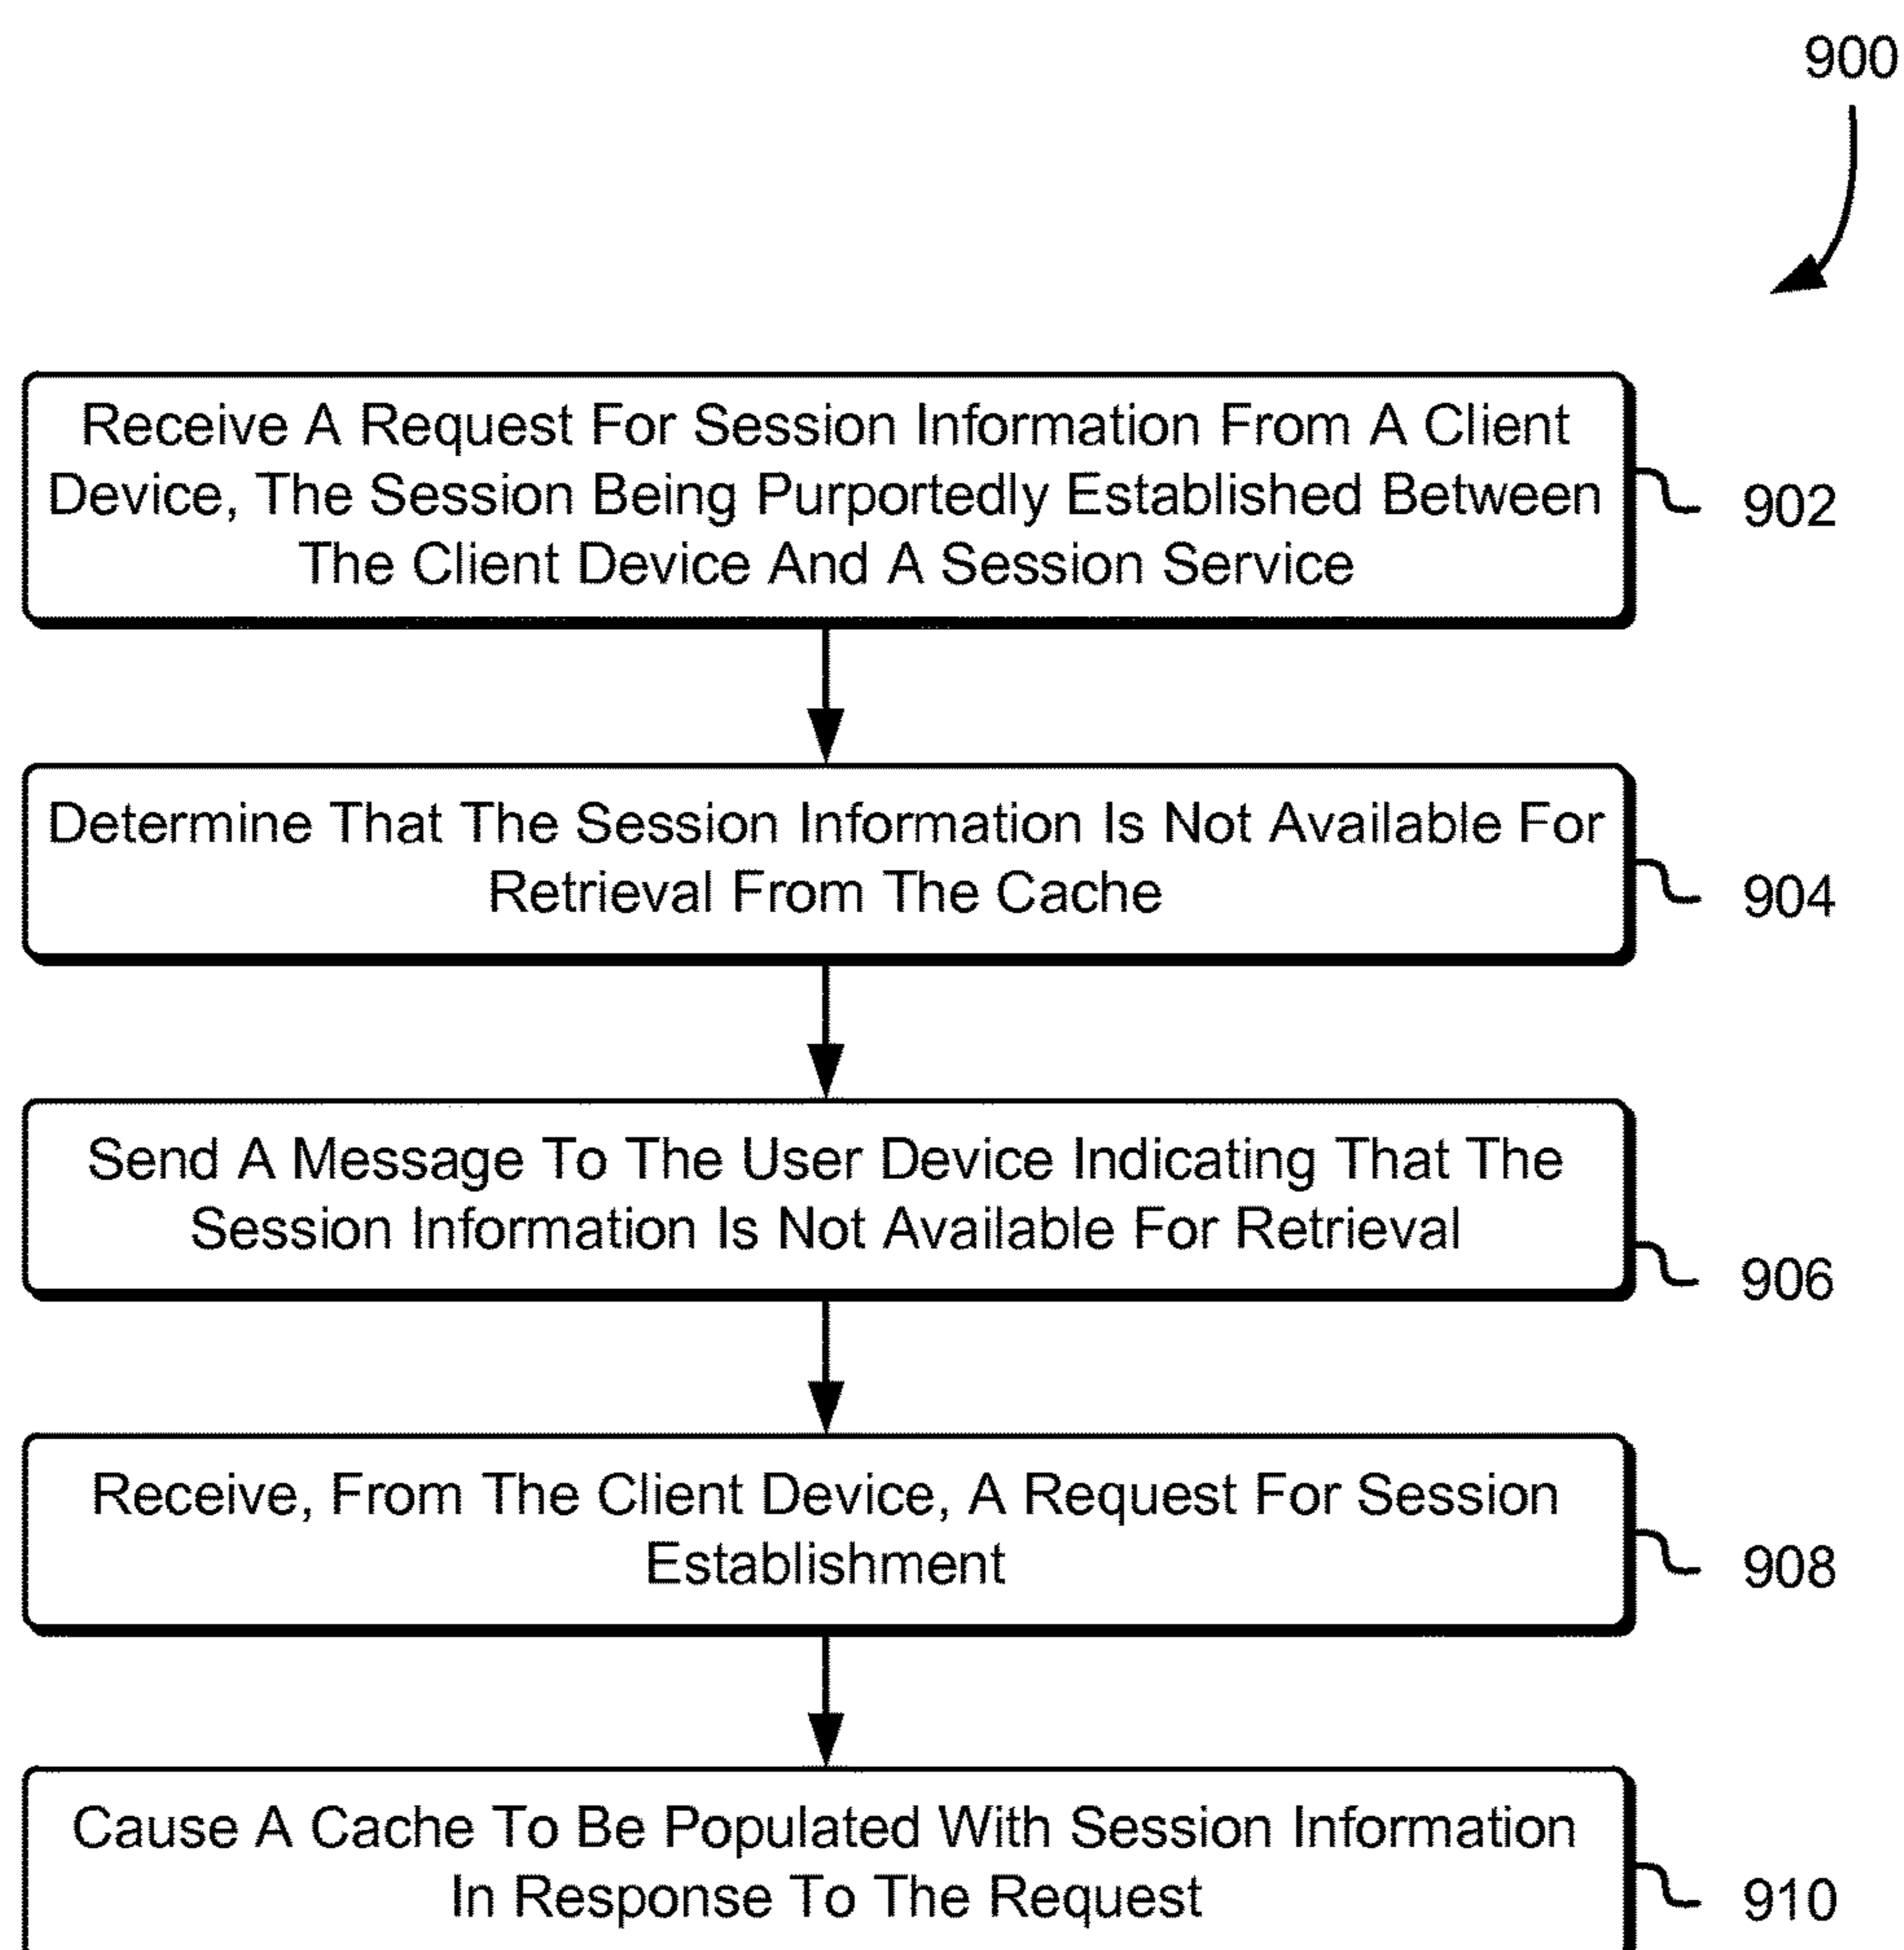 900
Receive A Request For Session Information From A Client
Device, The Session Being Purportedly Established Between
The Client Device And A Session Service
902
Determine That The Session Information Is Not Available For
Retrieval From The Cache
904
Send A Message To The User Device Indicating That The
Session Information Is Not Available For Retrieval
906
Receive, From The Client Device, A Request For Session
Establishment
908
Cause A Cache To Be Populated With Session Information
In Response To The Request
910